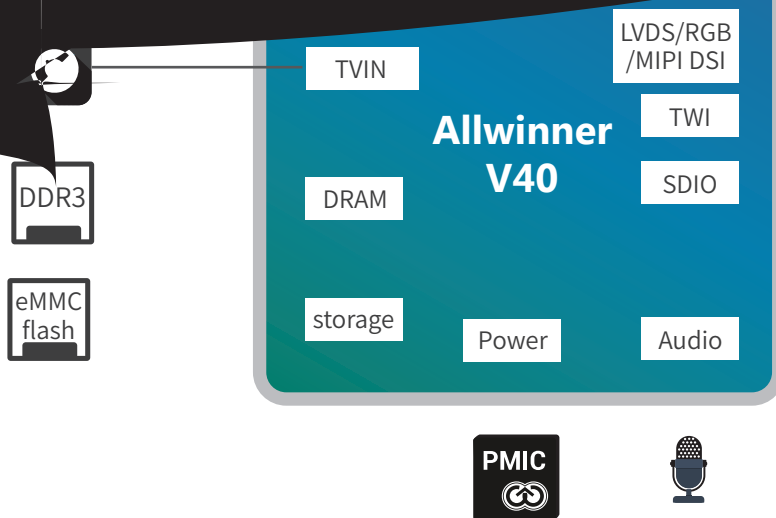 LVDS/RGB
/MIPI DSI
TVIN
TWI
Allwinner
V40
SDIO
DDR3
DRAM
eMMC
flash
storage
Power
Audio
PMIC